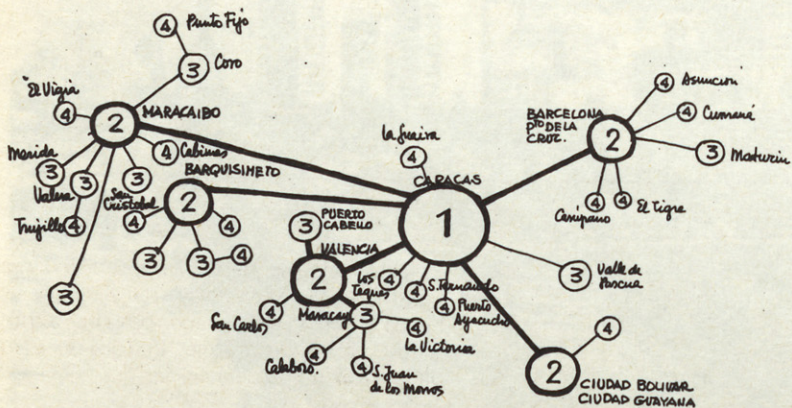 4 Punto Fijo
3 Coro
"El Vigia
4
2 MARACAIBO
4 Cabimas
Merida
3
Valera
3
3
San
Cristobal
Trujillo 4
3
BARQUISIMETO
2
4
4
3
3
4
La Guaira
4
CARACAS
1
BARCELONA
PTO DE LA
CRUZ.
2
4 Asunción
4 Cumaná
3 Maturin
4
Carúpano
4 El Tigre
3 PUERTO
CABELLO
VALENCIA
2
Los
Teques 4
4 S. Fernando
4 Puerto
Ayacucho
3 Valle de
Pascua
San Carlos 4
Maracay 3
4
La Victoria
Calabozo. 4
4 S. Juan
de los Morros
4
2
CIUDAD BOLIVAR
CIUDAD GUAYANA